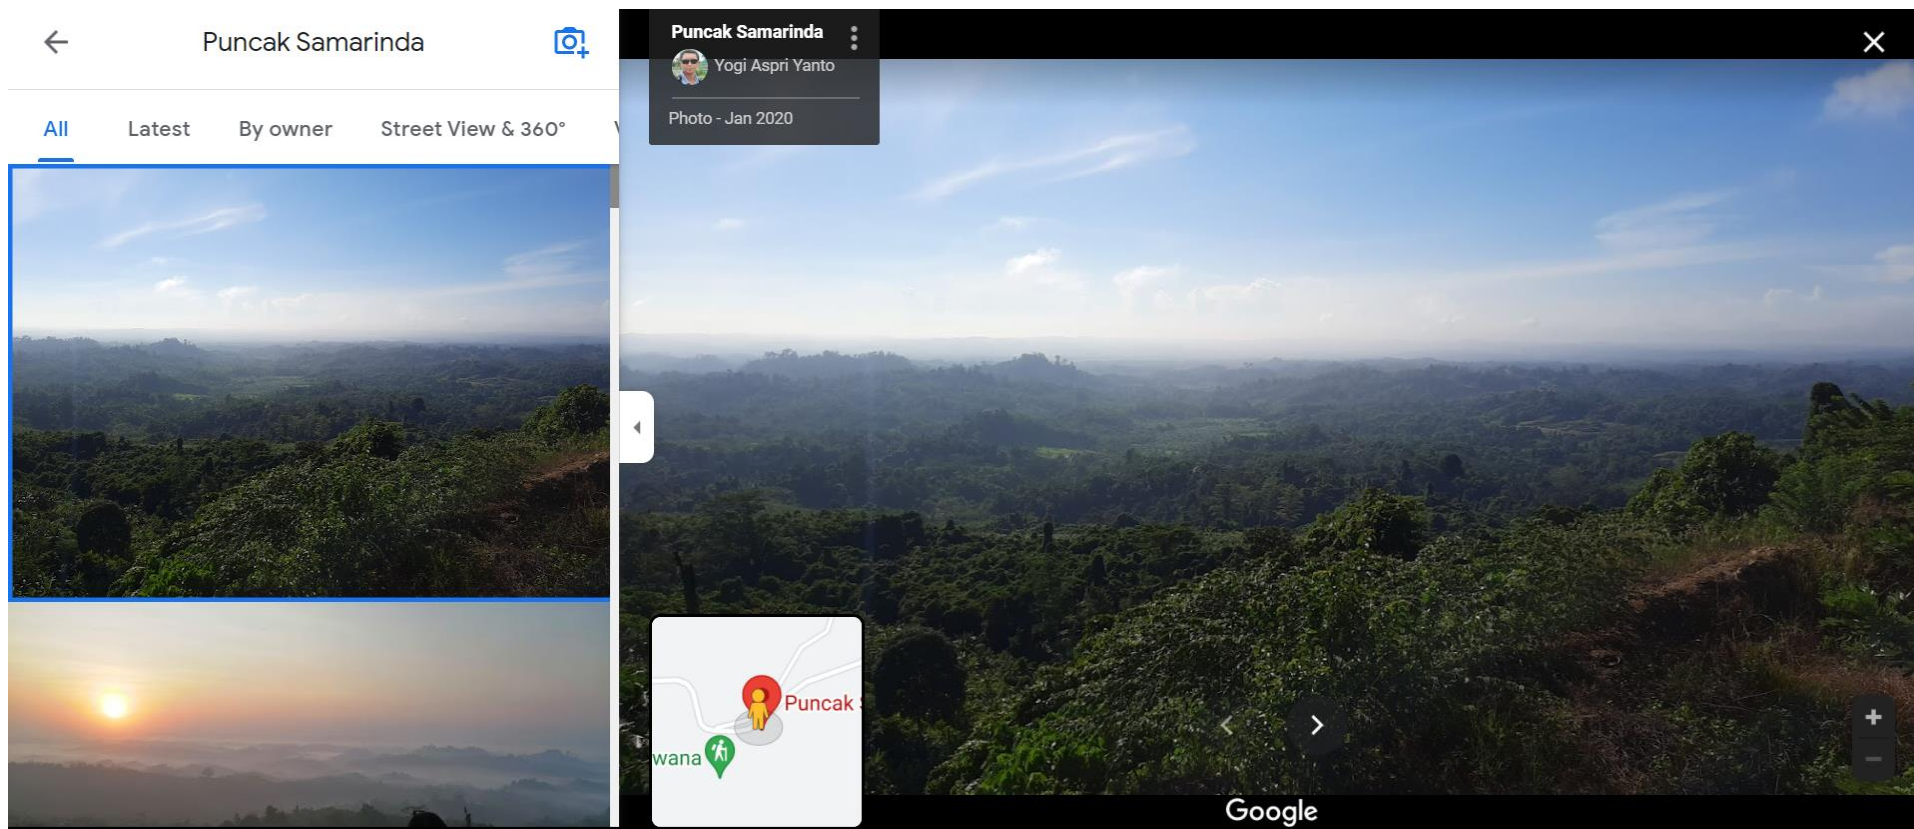 Puncak Samarinda
All
Latest
By owner
Street View & 360°
Puncak Samarinda
Yogi Aspri Yanto
Photo - Jan 2020
Puncak
wana
Google